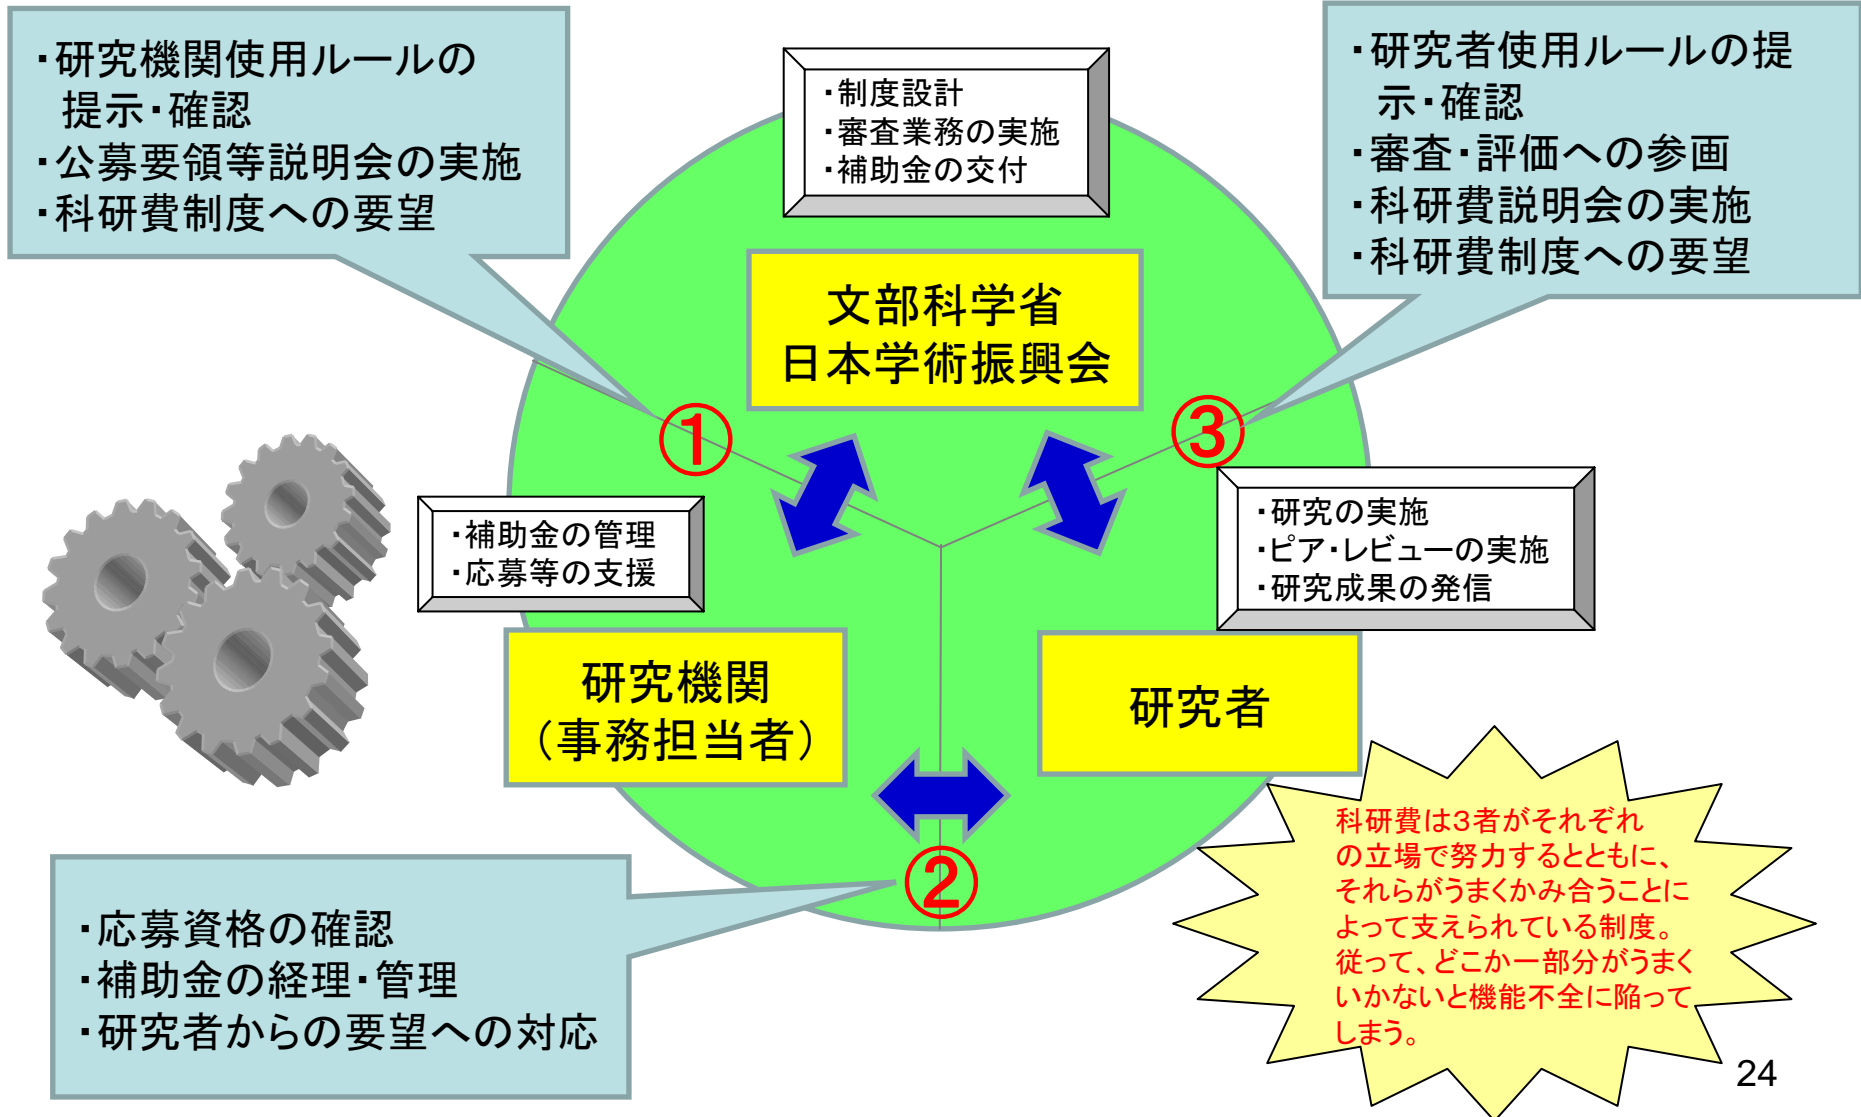 ・研究機関使用ルールの
提示・確認
・公募要領等説明会の実施
・科研費制度への要望
・制度設計
・審査業務の実施
・補助金の交付
・研究者使用ルールの提
示・確認
・審査・評価への参画
・科研費説明会の実施
・科研費制度への要望
文部科学省
日本学術振興会
①
③
・補助金の管理
・応募等の支援
・研究の実施
・ピア・レビューの実施
・研究成果の発信
研究機関
（事務担当者）
研究者
②
・応募資格の確認
・補助金の経理・管理
・研究者からの要望への対応
科研費は３者がそれぞれ
の立場で努力するとともに、
それらがうまくかみ合うことに
よって支えられている制度。
従って、どこか一部分がうまく
いかないと機能不全に陥って
しまう。
24